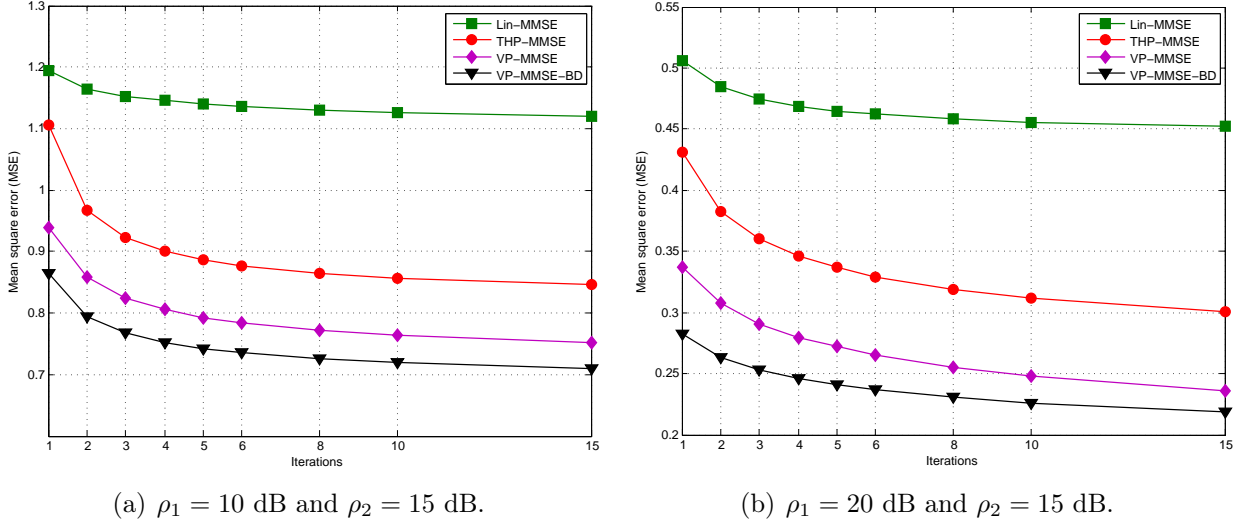 1.3
1.2
1.1
1
0.9
0.8
0.7
Mean square error (MSE)
1 2 3 4 5 6 8 10 15
Iterations
Lin−MMSE
THP−MMSE
VP−MMSE
VP−MMSE−BD
(a) ρ1 = 10 dB and ρ2 = 15 dB.
0.55
0.5
0.45
0.4
0.35
0.3
0.25
0.2
Mean square error (MSE)
1 2 3 4 5 6 8 10 15
Iterations
Lin−MMSE
THP−MMSE
VP−MMSE
VP−MMSE−BD
(b) ρ1 = 20 dB and ρ2 = 15 dB.